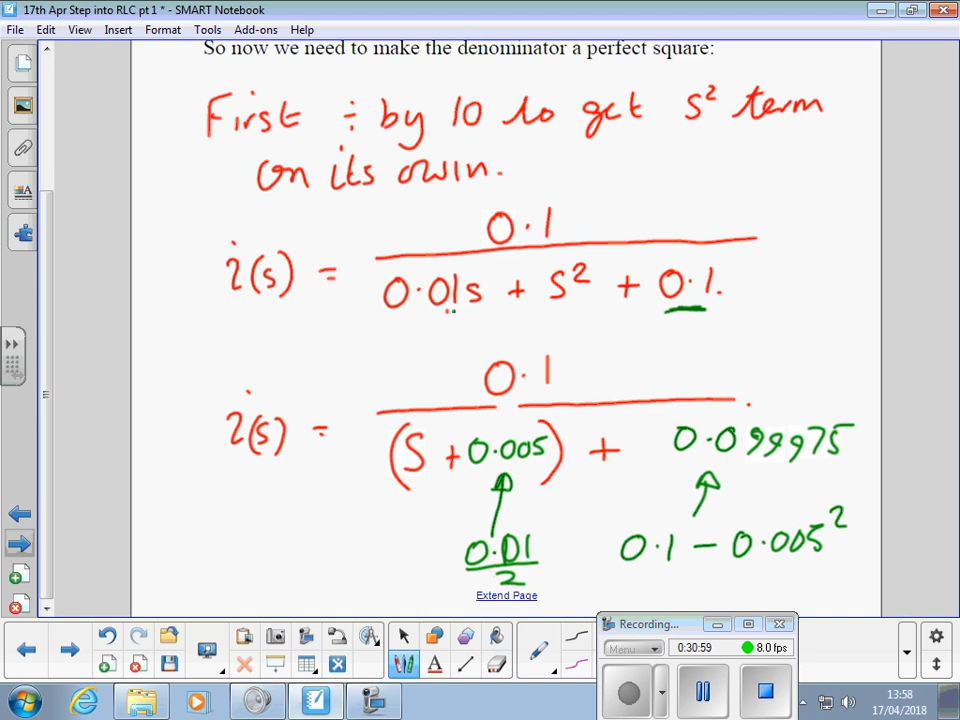 17th Apr Step into RLC pt 1 * - SMART Notebook
File Edit View Insert Format Tools Add-ons Help
So now we need to make the denominator a perfect square:
First ÷ by 10 to get s² term
on its own.
i(s) = 0.1 / 0.01s + s² + 0.1.
i(s) = 0.1 / (s + 0.005) + 0.099975
0.01 / 2
0.1 - 0.005²
Extend Page
Recording...
Menu 0:30:59 8.0 fps
13:58
17/04/2018